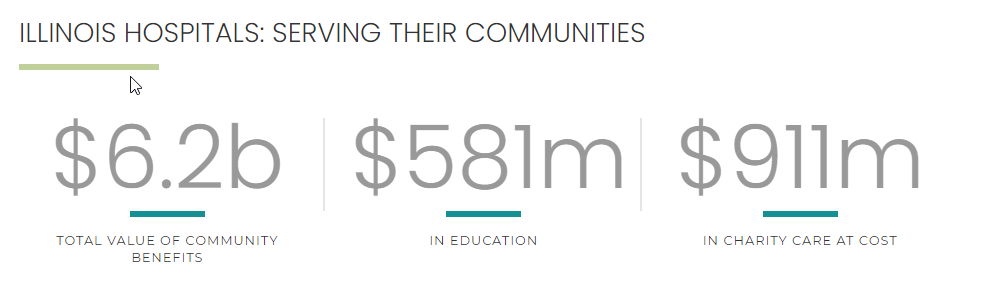 ILLINOIS HOSPITALS: SERVING THEIR COMMUNITIES
$6.2b
TOTAL VALUE OF COMMUNITY
BENEFITS
$581m
IN EDUCATION
$911m
IN CHARITY CARE AT COST